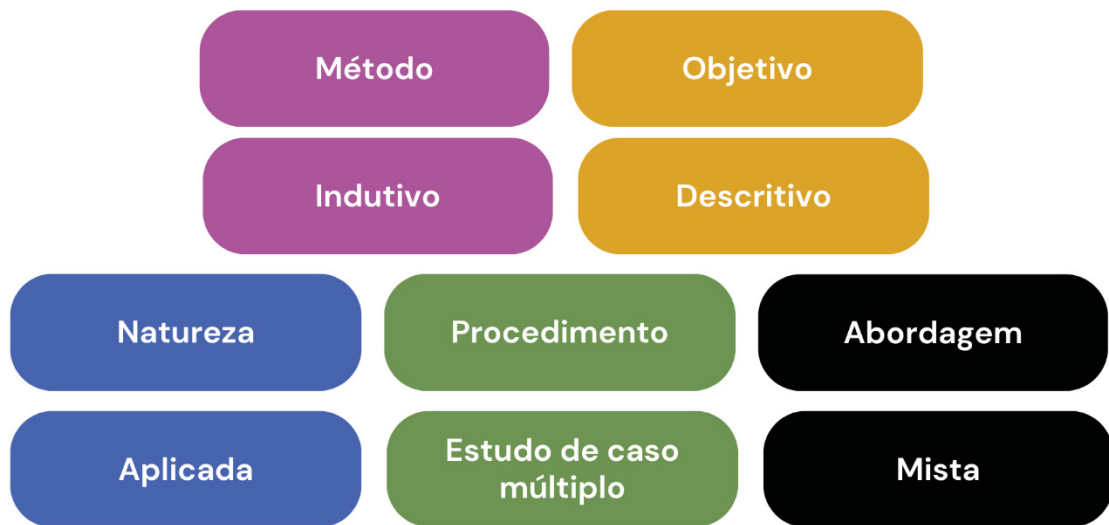 Método
Objetivo
Indutivo
Descritivo
Natureza
Procedimento
Abordagem
Aplicada
Estudo de caso
múltiplo
Mista